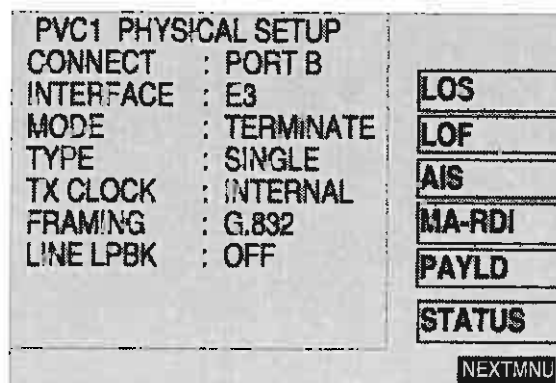 PVC1 PHYSICAL SETUP
CONNECT : PORT B
INTERFACE : E3
MODE : TERMINATE
TYPE : SINGLE
TX CLOCK : INTERNAL
FRAMING : G.832
LINE LPBK : OFF
LOS
LOF
AIS
MA-RDI
PAYLD
STATUS
NEXTMNU